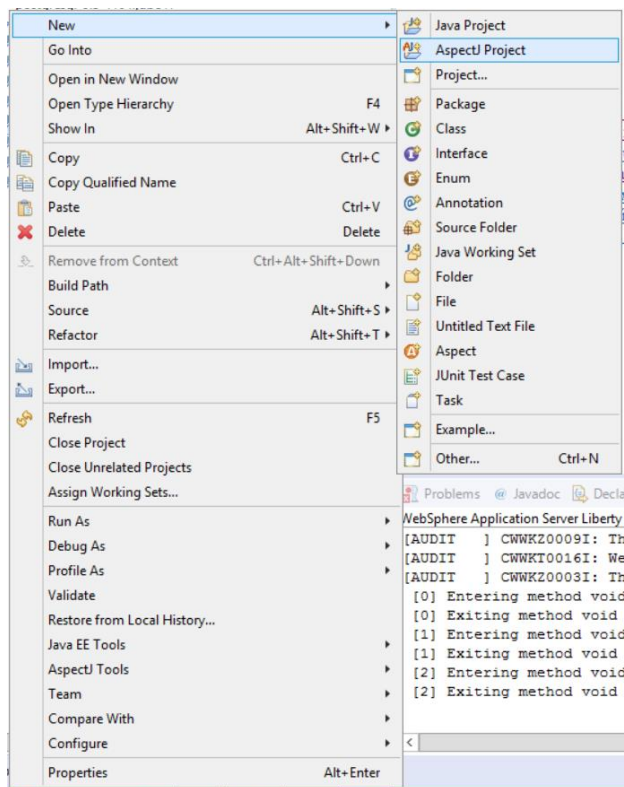 New
Go Into
Open in New Window
Open Type Hierarchy F4
Show In Alt+Shift+W
Copy Ctrl+C
Copy Qualified Name
Paste Ctrl+V
Delete Delete
Remove from Context Ctrl+Alt+Shift+Down
Build Path
Source Alt+Shift+S
Refactor Alt+Shift+T
Import...
Export...
Refresh F5
Close Project
Close Unrelated Projects
Assign Working Sets...
Run As
Debug As
Profile As
Validate
Restore from Local History...
Java EE Tools
AspectJ Tools
Team
Compare With
Configure
Properties Alt+Enter
Java Project
AspectJ Project
Project...
Package
Class
Interface
Enum
Annotation
Source Folder
Java Working Set
Folder
File
Untitled Text File
Aspect
JUnit Test Case
Task
Example...
Other... Ctrl+N
Problems @ Javadoc Decla
WebSphere Application Server Liberty
[AUDIT ] CWWKZ0009I: Th
[AUDIT ] CWWKT0016I: We
[AUDIT ] CWWKZ0003I: Th
[0] Entering method void
[0] Exiting method void
[1] Entering method void
[1] Exiting method void
[2] Entering method void
[2] Exiting method void